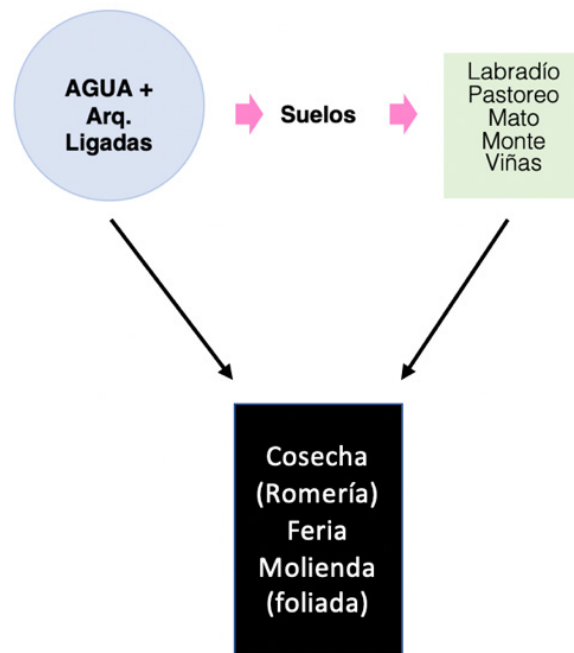 AGUA +
Arq.
Ligadas
Suelos
Labradío
Pastoreo
Mato
Monte
Viñas
Cosecha
(Romería)
Feria
Molienda
(foliada)